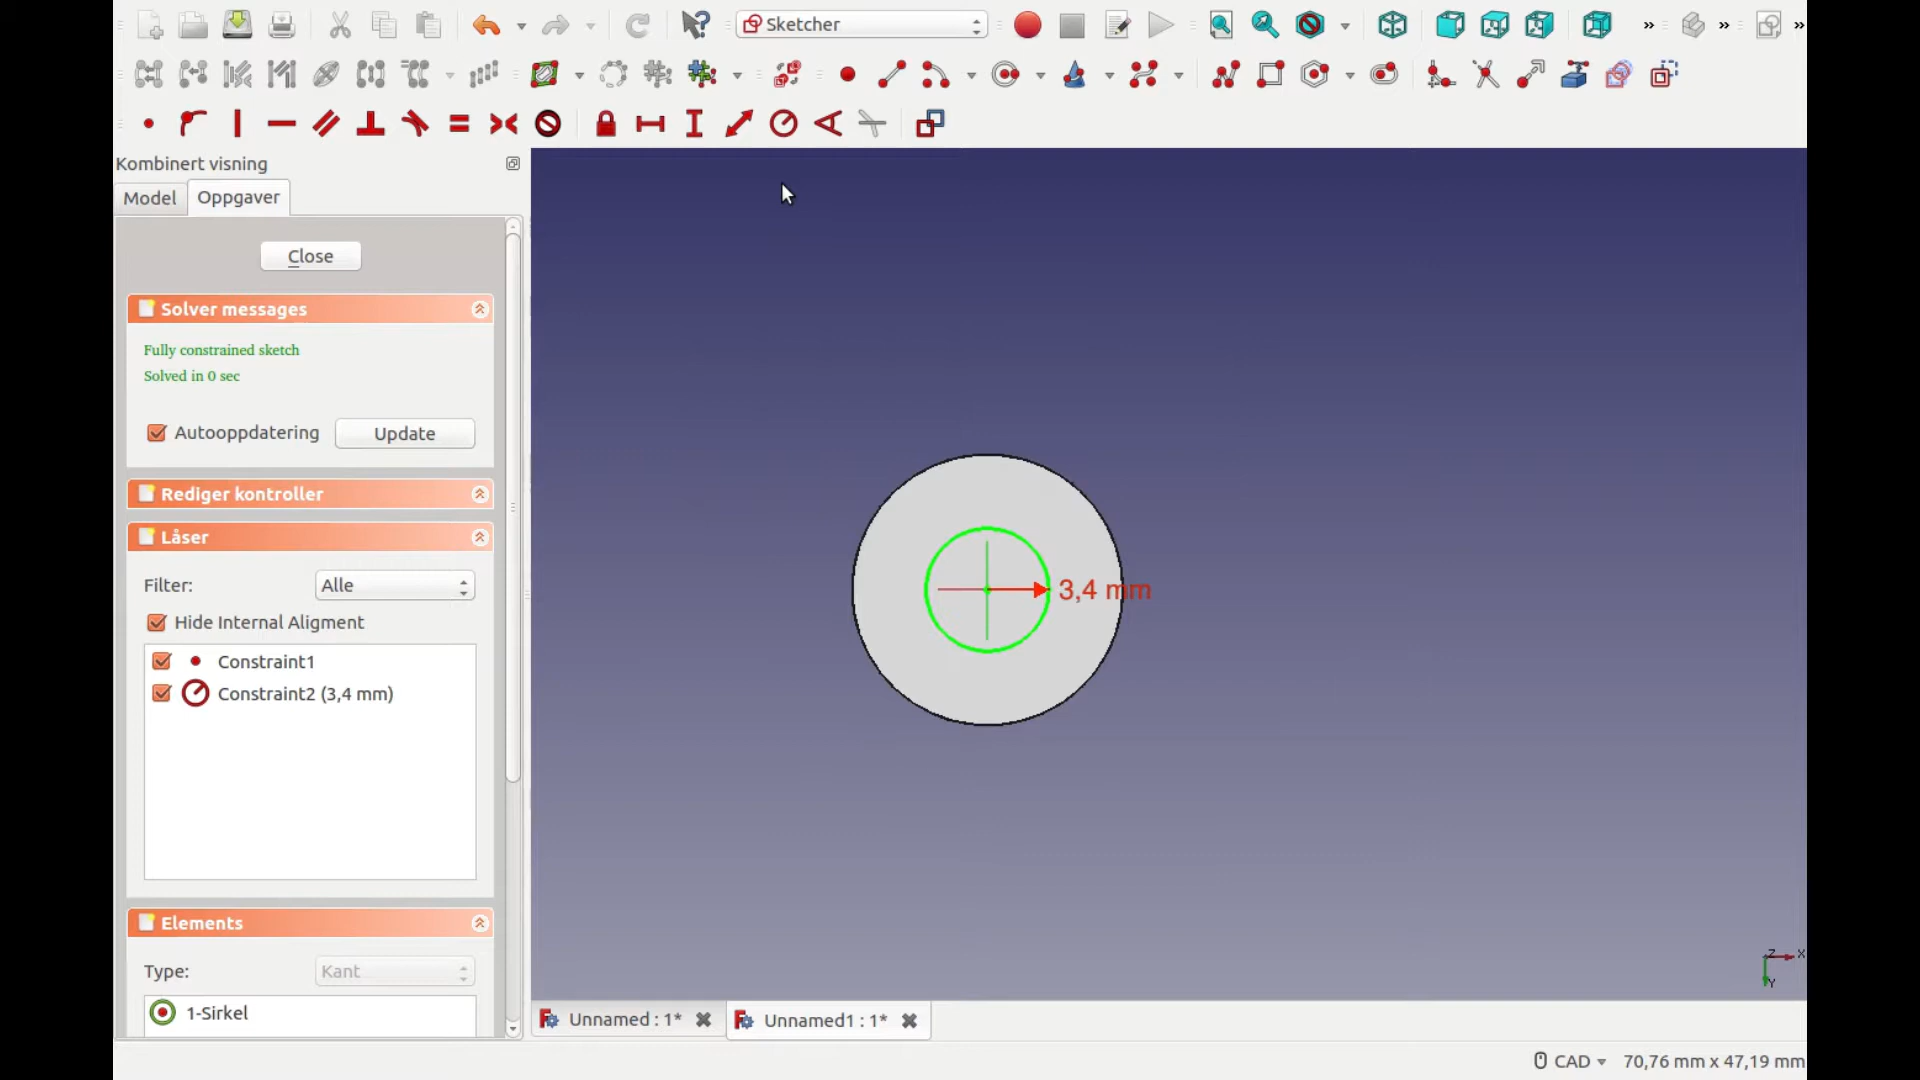 Sketcher
»
»
»
Kombinert visning
Model
Oppgaver
Close
Solver messages
Fully constrained sketch
Solved in 0 sec
Autooppdatering
Update
Rediger kontroller
Låser
Filter:
Alle
Hide Internal Aligment
Constraint1
Constraint2 (3,4 mm)
Elements
Type:
Kant
1-Sirkel
3,4 mm
Z
X
Y
Unnamed : 1*
Unnamed1 : 1*
CAD
70,76 mm x 47,19 mm